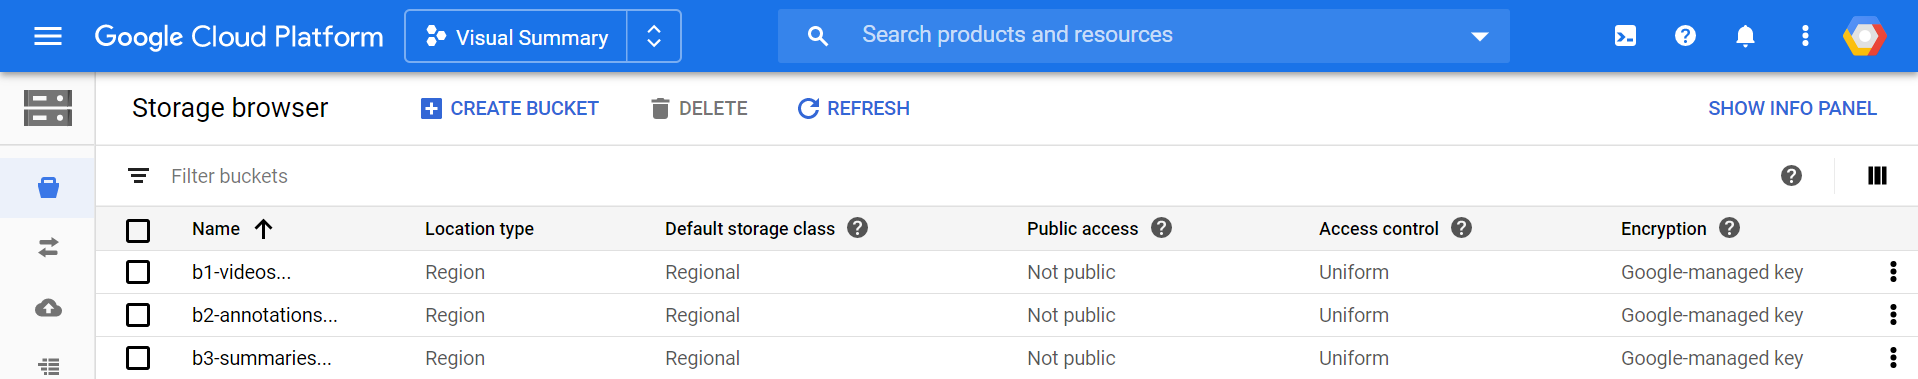 Google Cloud Platform Visual Summary Search products and resources
Storage browser CREATE BUCKET DELETE REFRESH SHOW INFO PANEL
Filter buckets
Name Location type Default storage class Public access Access control Encryption
b1-videos... Region Regional Not public Uniform Google-managed key
b2-annotations... Region Regional Not public Uniform Google-managed key
b3-summaries... Region Regional Not public Uniform Google-managed key